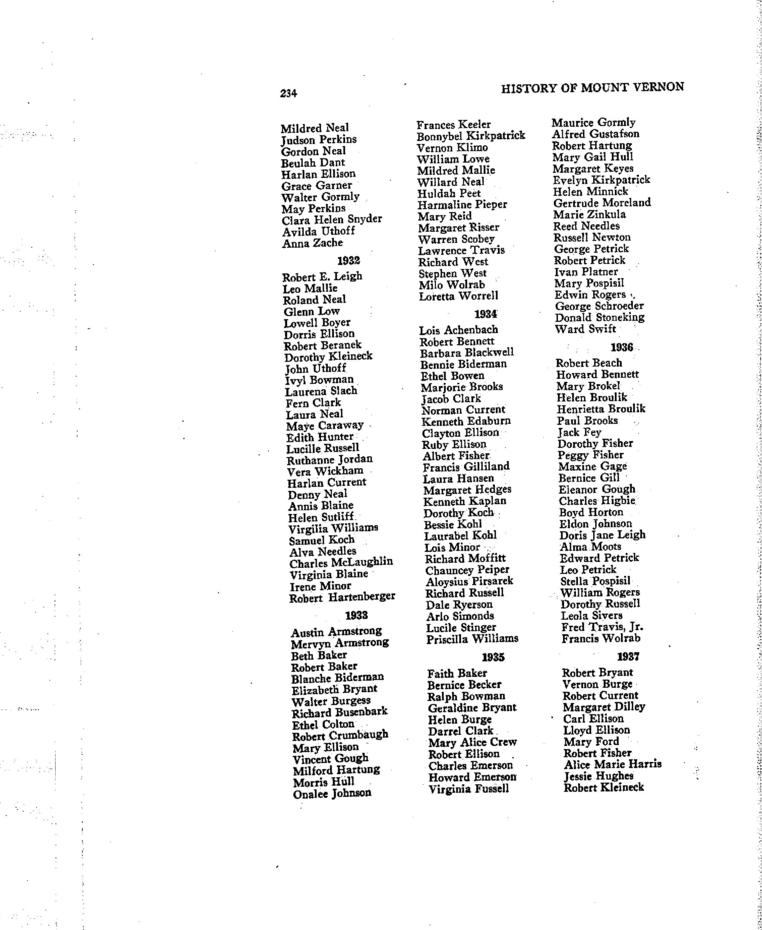 234
HISTORY OF MOUNT VERNON
Mildred Neal
Judson Perkins
Gordon Neal
Beulah Dant
Harlan Ellison
Grace Garner
Walter Gormly
May Perkins
Clara Helen Snyder
Avilda Uthoff
Anna Zache
1932
Robert E. Leigh
Leo Mallie
Roland Neal
Glenn Low
Lowell Boyer
Dorris Ellison
Robert Beranek
Dorothy Kleineck
John Uthoff
Ivyl Bowman
Laurena Slach
Fern Clark
Laura Neal
Maye Caraway
Edith Hunter
Lucille Russell
Ruthanne Jordan
Vera Wickham
Harlan Current
Denny Neal
Annis Blaine
Helen Sutliff
Virgilia Williams
Samuel Koch
Alva Needles
Charles McLaughlin
Virginia Blaine
Irene Minor
Robert Hartenberger
1933
Austin Armstrong
Mervyn Armstrong
Beth Baker
Robert Baker
Blanche Biderman
Elizabeth Bryant
Walter Burgess
Richard Busenbark
Ethel Colton
Robert Crumbaugh
Mary Ellison
Vincent Gough
Milford Hartung
Morris Hull
Onalee Johnson
Frances Keeler
Bonnybel Kirkpatrick
Vernon Klimo
William Lowe
Mildred Mallie
Willard Neal
Huldah Peet
Harmaline Pieper
Mary Reid
Margaret Risser
Warren Scobey
Lawrence Travis
Richard West
Stephen West
Milo Wolrab
Loretta Worrell
1934
Lois Achenbach
Robert Bennett
Barbara Blackwell
Bennie Biderman
Ethel Bowen
Marjorie Brooks
Jacob Clark
Norman Current
Kenneth Edaburn
Clayton Ellison
Ruby Ellison
Albert Fisher
Francis Gilliland
Laura Hansen
Margaret Hedges
Kenneth Kaplan
Dorothy Koch
Bessie Kohl
Laurabel Kohl
Lois Minor
Richard Moffitt
Chauncey Peiper
Aloysius Pirsarek
Richard Russell
Dale Ryerson
Arlo Simonds
Lucile Stinger
Priscilla Williams
1935
Faith Baker
Bernice Becker
Ralph Bowman
Geraldine Bryant
Helen Burge
Darrel Clark
Mary Alice Crew
Robert Ellison
Charles Emerson
Howard Emerson
Virginia Fussell
Maurice Gormly
Alfred Gustafson
Robert Hartung
Mary Gail Hull
Margaret Keyes
Evelyn Kirkpatrick
Helen Minnick
Gertrude Moreland
Marie Zinkula
Reed Needles
Russell Newton
George Petrick
Robert Petrick
Ivan Platner
Mary Pospisil
Edwin Rogers
George Schroeder
Donald Stoneking
Ward Swift
1936
Robert Beach
Howard Bennett
Mary Brokel
Helen Broulik
Henrietta Broulik
Paul Brooks
Jack Fey
Dorothy Fisher
Peggy Fisher
Maxine Gage
Bernice Gill
Eleanor Gough
Charles Higbie
Boyd Horton
Eldon Johnson
Doris Jane Leigh
Alma Moots
Edward Petrick
Leo Petrick
Stella Pospisil
William Rogers
Dorothy Russell
Leola Sivers
Fred Travis, Jr.
Francis Wolrab
1937
Robert Bryant
Vernon Burge
Robert Current
Margaret Dilley
Carl Ellison
Lloyd Ellison
Mary Ford
Robert Fisher
Alice Marie Harris
Jessie Hughes
Robert Kleineck